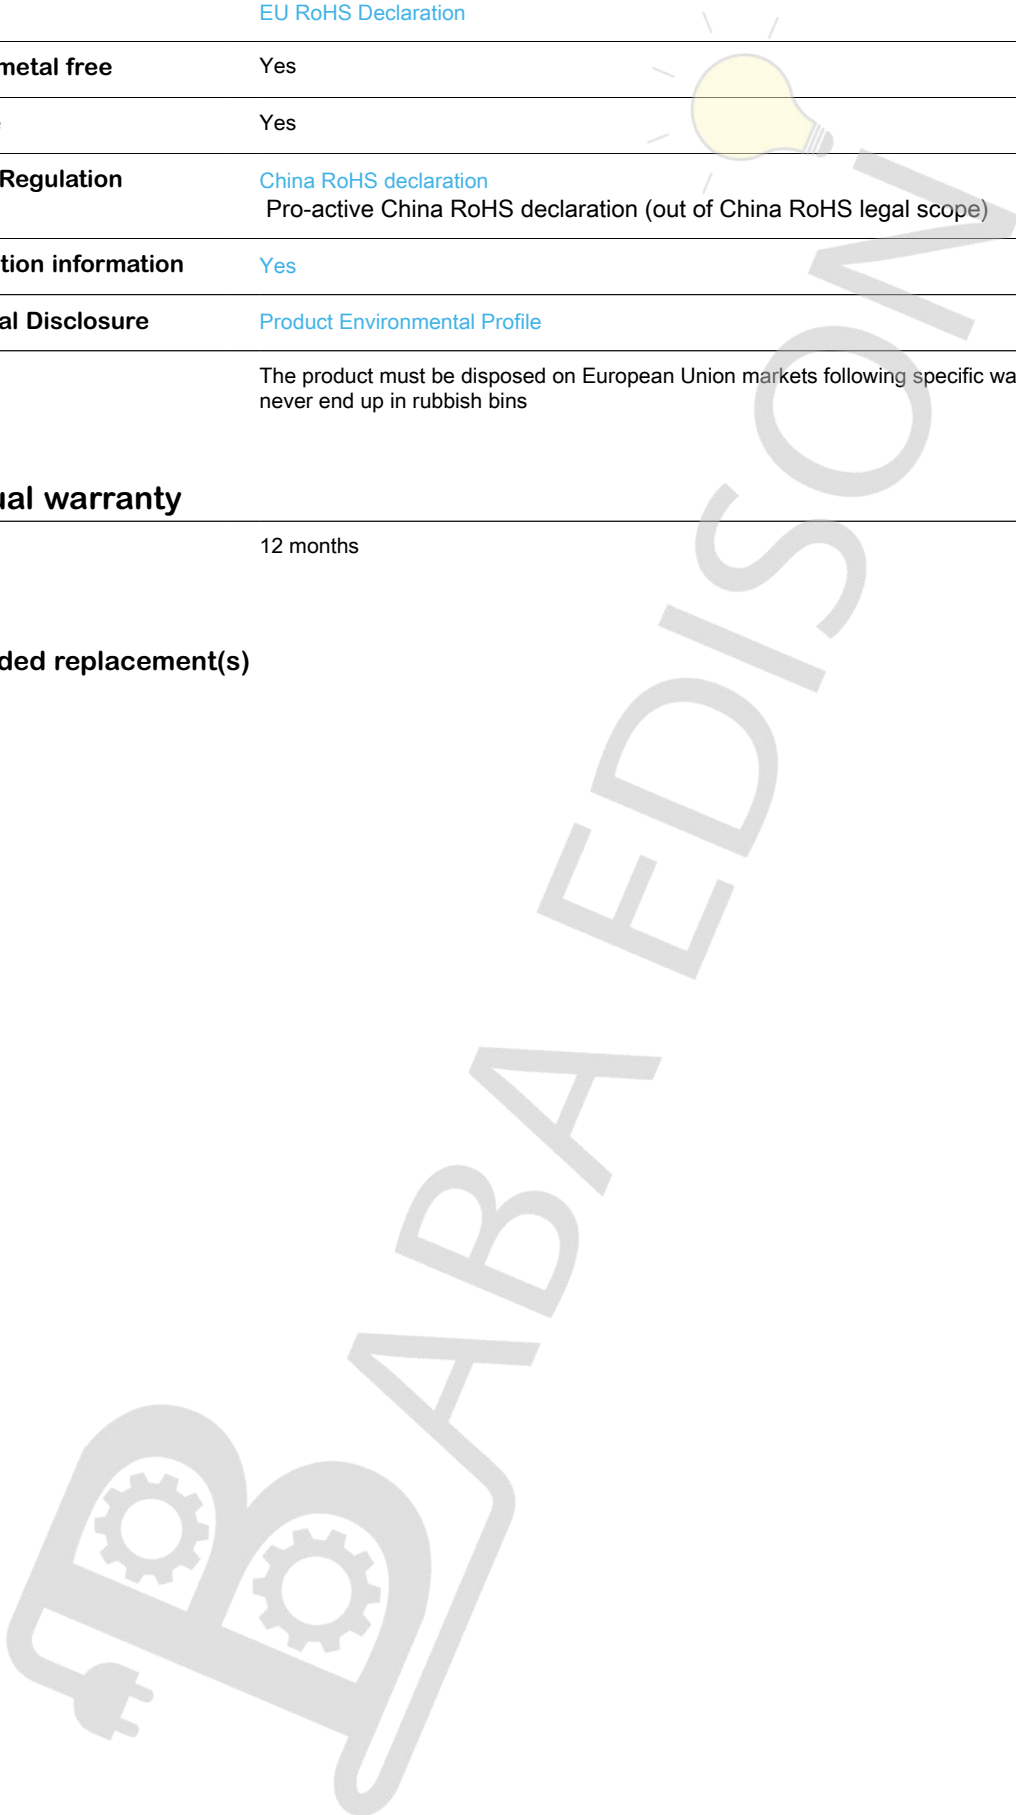 EU RoHS Declaration
metal free Yes
Yes
Regulation China RoHS declaration
Pro-active China RoHS declaration (out of China RoHS legal scope)
tion information Yes
al Disclosure Product Environmental Profile
The product must be disposed on European Union markets following specific wa
never end up in rubbish bins
ual warranty
12 months
ded replacement(s)
BABA EDISON